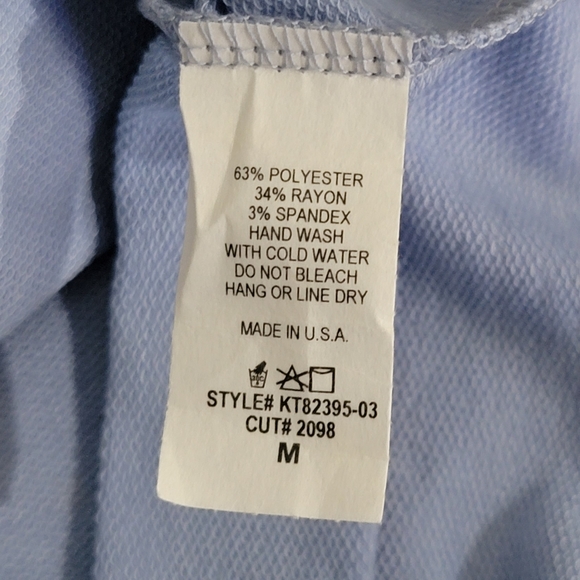 63% POLYESTER
34% RAYON
3% SPANDEX
HAND WASH
WITH COLD WATER
DO NOT BLEACH
HANG OR LINE DRY
MADE IN U.S.A.
STYLE# KT82395-03
CUT# 2098
M